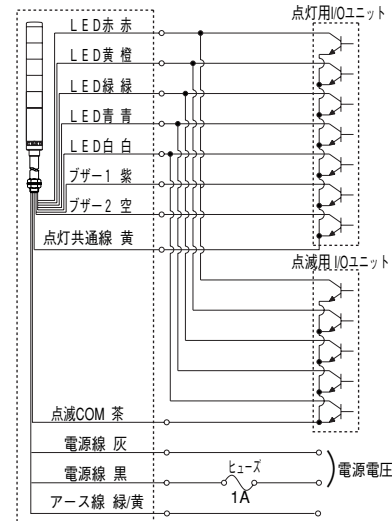 点灯用I/Oユニット
LED赤 赤
LED黄 橙
LED緑 緑
LED青 青
LED白 白
ブザー1 紫
ブザー2 空
点灯共通線 黄
点滅用I/Oユニット
点滅COM 茶
電源線 灰
電源線 黒
ヒューズ
1A
電源電圧
アース線 緑/黄